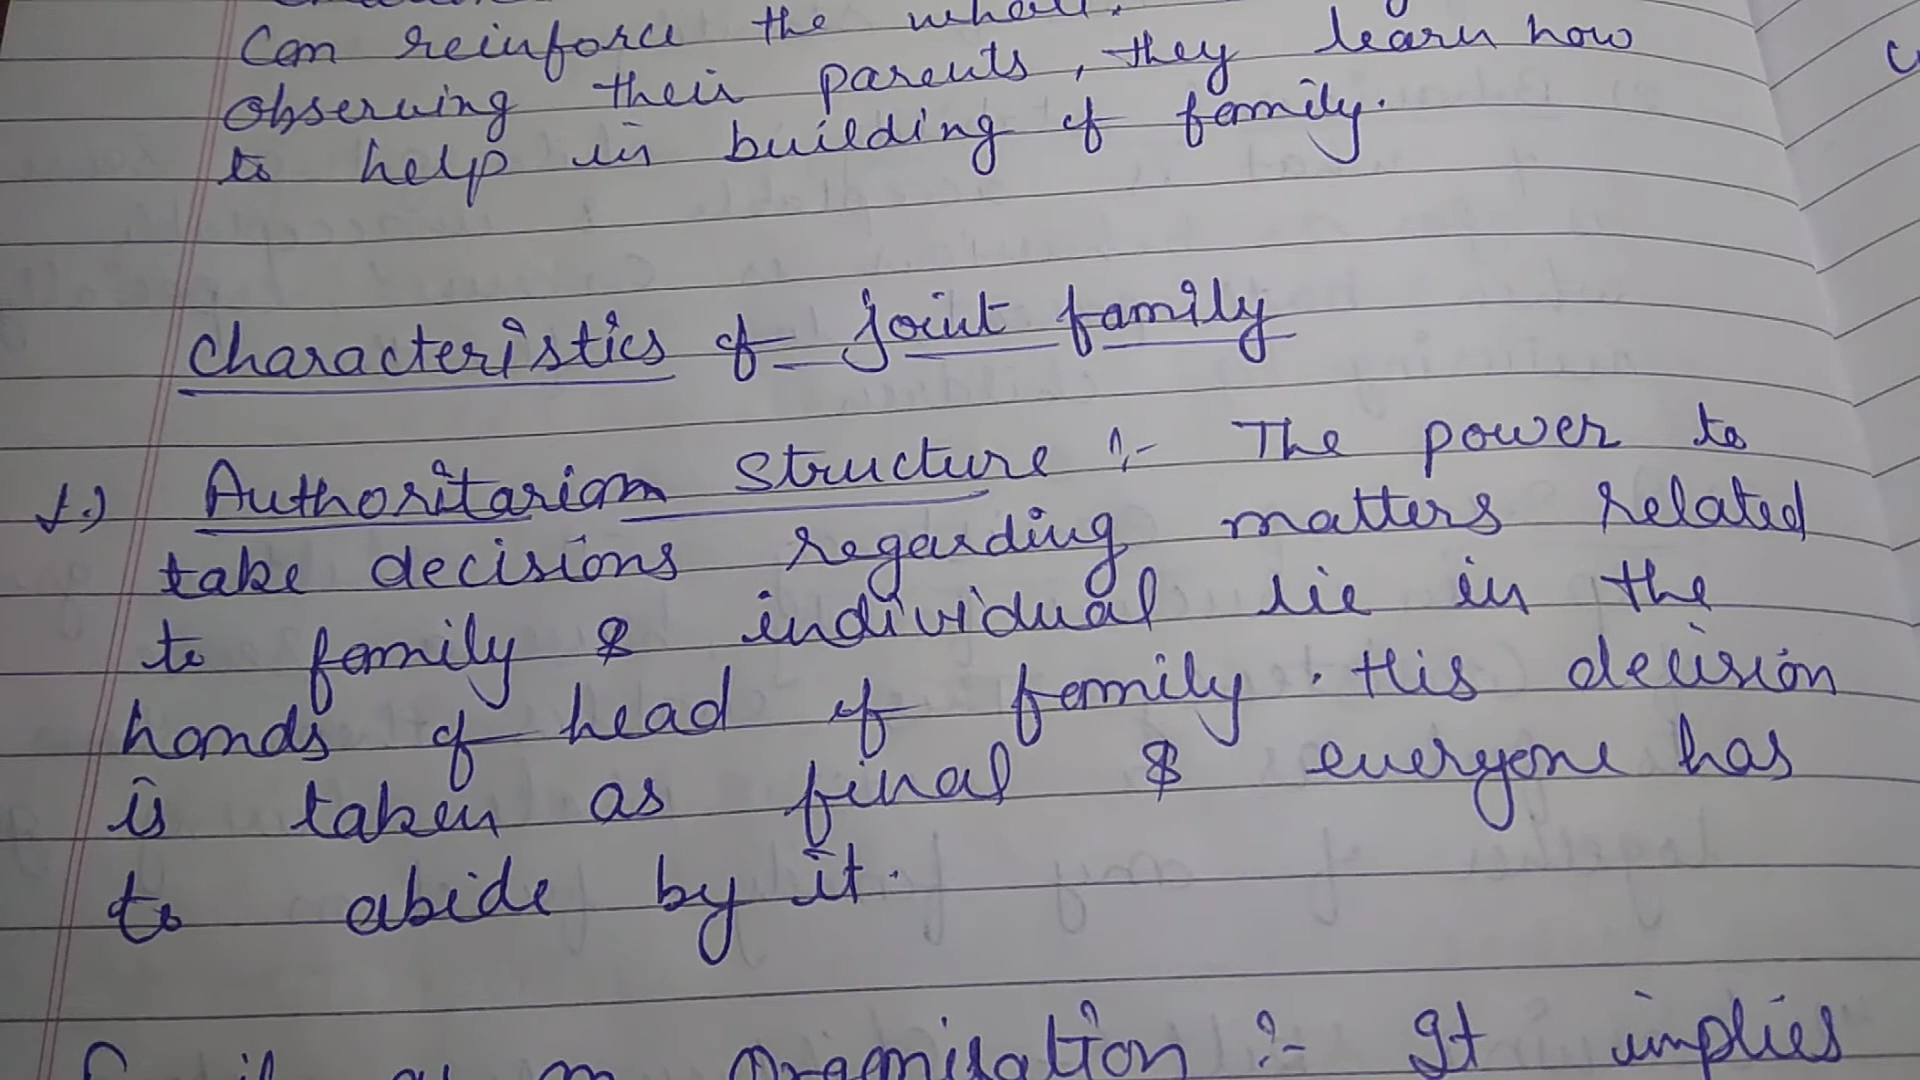 Can reinforce the
observing their parents, they learn how
to help in building of family.
Characteristics of joint family
1.) Authoritarian structure :- The power to
take decisions regarding matters related
to family & individual lie in the
hands of head of family. His decision
is taken as final & everyone has
to abide by it.
organisation :- It implies